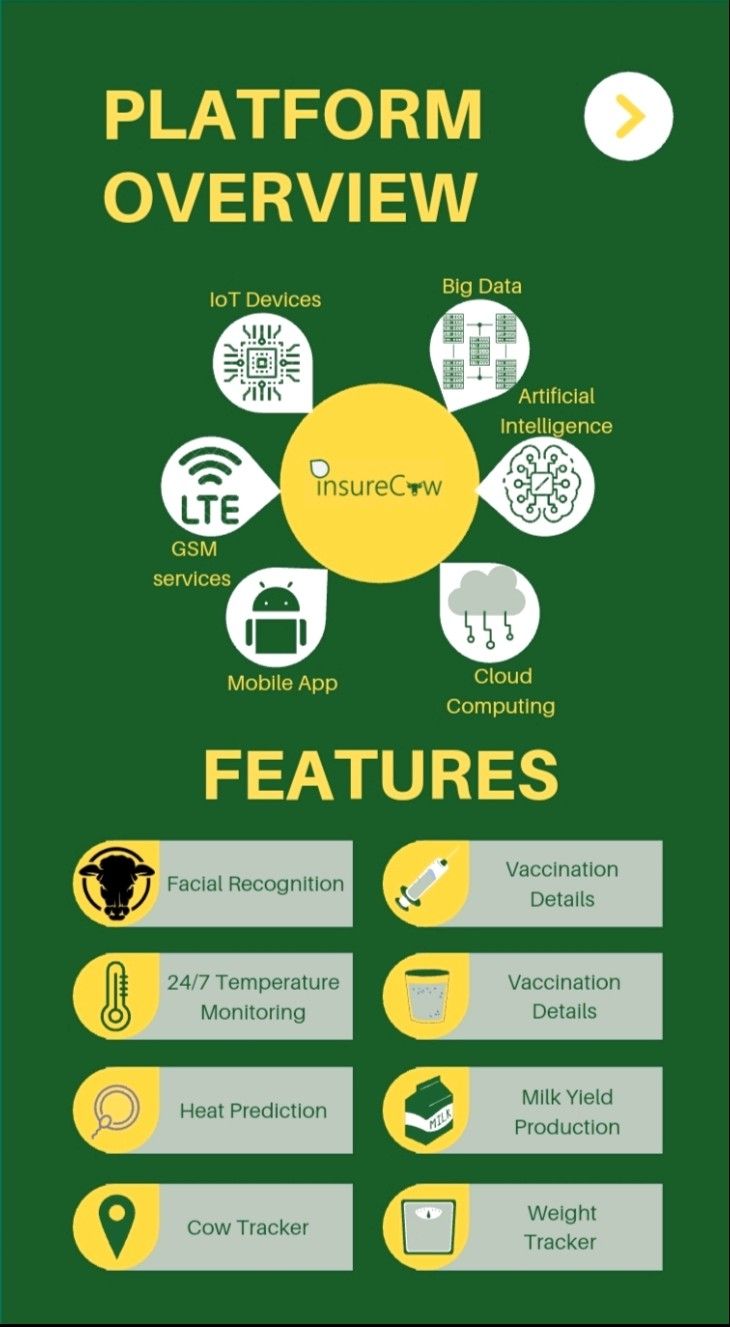 PLATFORM
OVERVIEW
IoT Devices
Big Data
Artificial
Intelligence
insureCow
LTE
GSM
services
Mobile App
Cloud
Computing
FEATURES
Facial Recognition
Vaccination
Details
24/7 Temperature
Monitoring
Vaccination
Details
Heat Prediction
Milk Yield
Production
MILK
Cow Tracker
Weight
Tracker